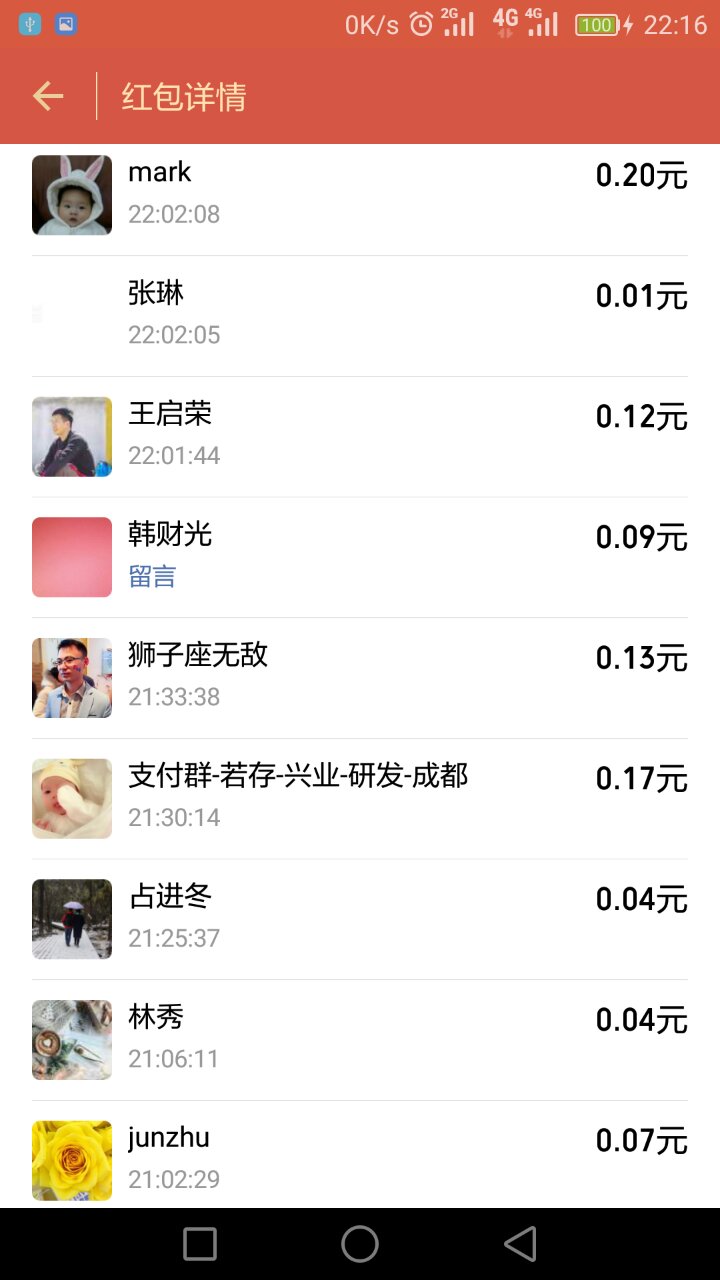 0K/s 2G 4G 4G 100 22:16
红包详情
mark 0.20元
22:02:08
张琳 0.01元
22:02:05
王启荣 0.12元
22:01:44
韩财光 0.09元
留言
狮子座无敌 0.13元
21:33:38
支付群-若存-兴业-研发-成都 0.17元
21:30:14
占进冬 0.04元
21:25:37
林秀 0.04元
21:06:11
junzhu 0.07元
21:02:29